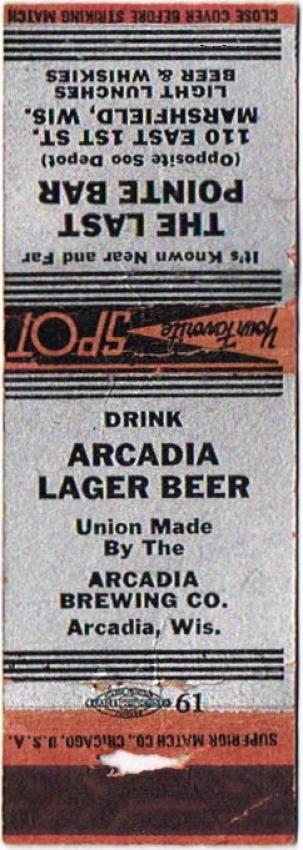 CLOSE COVER BEFORE STRIKING MATCH
It's Known Near and Far
THE LAST
POINTE BAR
(Opposite Soo Depot)
110 EAST 1ST ST.
MARSHFIELD, WIS.
LIGHT LUNCHES
BEER & WHISKIES
Your Favorite
SPOT
DRINK
ARCADIA
LAGER BEER
Union Made
By The
ARCADIA
BREWING CO.
Arcadia, Wis.
61
SUPERIOR MATCH CO., CHICAGO, U.S.A.